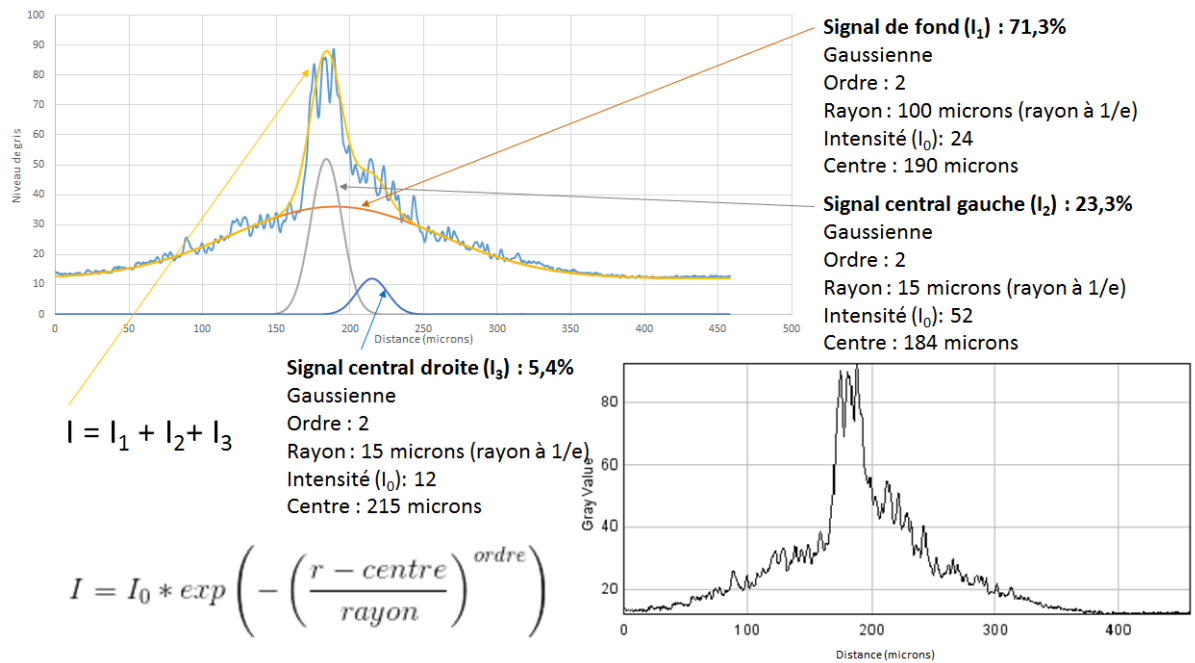 100
90
80
70
60
50
40
30
20
10
0
Niveau de gris
0 50 100 150 200 250 300 350 400 450 500
Distance (microns)
Signal de fond (I1) : 71,3%
Gaussienne
Ordre : 2
Rayon : 100 microns (rayon à 1/e)
Intensité (I0): 24
Centre : 190 microns
Signal central gauche (I2) : 23,3%
Gaussienne
Ordre : 2
Rayon : 15 microns (rayon à 1/e)
Intensité (I0): 52
Centre : 184 microns
Signal central droite (I3) : 5,4%
Gaussienne
Ordre : 2
Rayon : 15 microns (rayon à 1/e)
Intensité (I0): 12
Centre : 215 microns
I = I1 + I2+ I3
I = I0 * exp(−((r − centre)/rayon)^ordre)
80
60
40
20
Gray Value
0 100 200 300 400
Distance (microns)